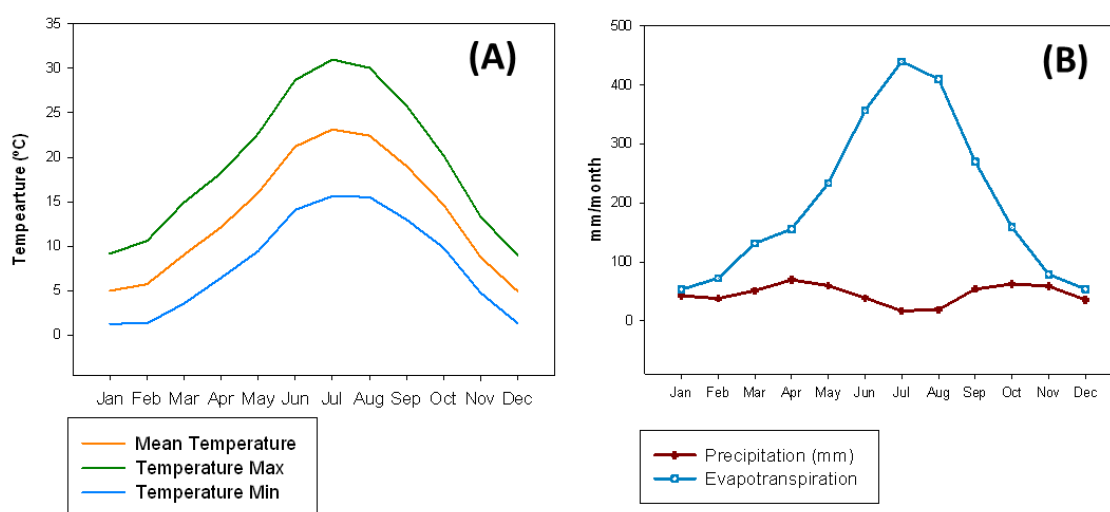 (A)
35
30
25
20
15
10
5
0
Tempearture (ºC)
Jan Feb Mar Apr May Jun Jul Aug Sep Oct Nov Dec
Mean Temperature
Temperature Max
Temperature Min
(B)
500
400
300
200
100
0
mm/month
Jan Feb Mar Apr May Jun Jul Aug Sep Oct Nov Dec
Precipitation (mm)
Evapotranspiration